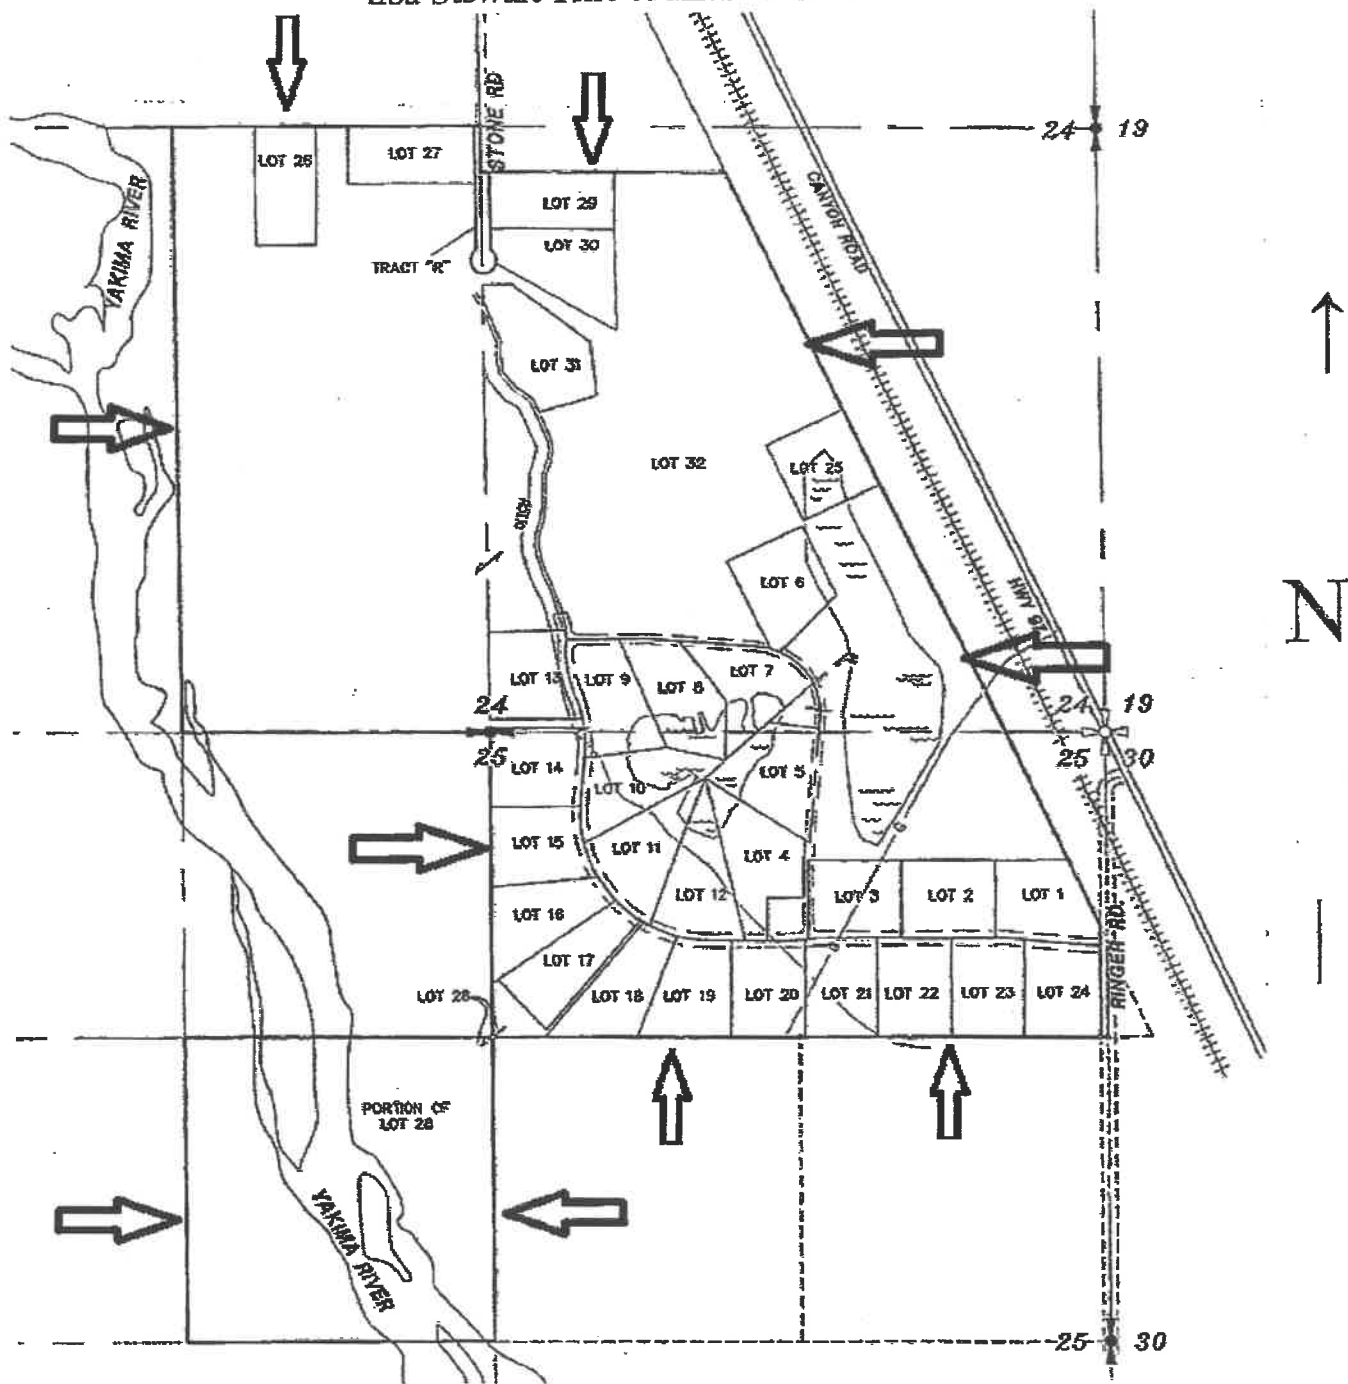 STONE RD
24 19
LOT 26
LOT 27
CANYON ROAD
YAKIMA RIVER
LOT 29
LOT 30
TRACT "R"
LOT 31
LOT 32
LOT 25
DITCH
LOT 6
HWY
N
LOT 13
LOT 9
LOT 8
LOT 7
24
24 19
25
25 30
LOT 14
LOT 10
LOT 5
LOT 15
LOT 11
LOT 4
LOT 12
LOT 3
LOT 2
LOT 1
LOT 16
LOT 17
RINGER RD.
LOT 28
LOT 18
LOT 19
LOT 20
LOT 21
LOT 22
LOT 23
LOT 24
PORTION OF
LOT 28
YAKIMA RIVER
25 30